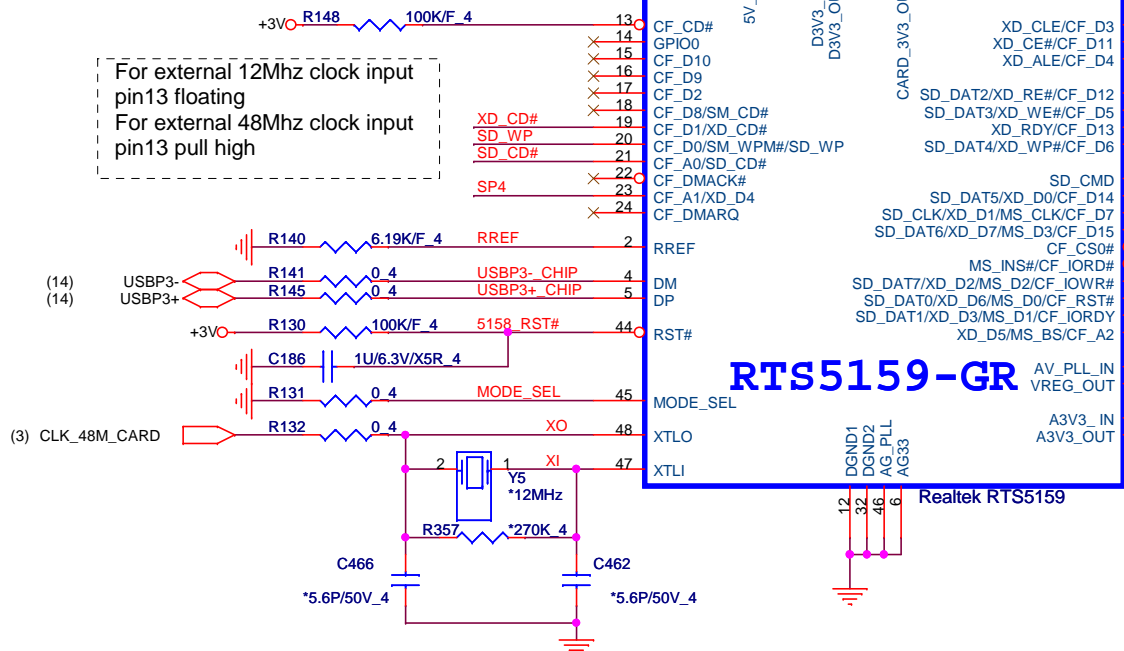 +3V
R148
100K/F_4
For external 12Mhz clock input
pin13 floating
For external 48Mhz clock input
pin13 pull high
XD_CD#
SD_WP
SD_CD#
SP4
R140
6.19K/F_4
RREF
(14)
USBP3-
R141
0_4
USBP3-_CHIP
(14)
USBP3+
R145
0_4
USBP3+_CHIP
+3V
R130
100K/F_4
5158_RST#
C186
1U/6.3V/X5R_4
R131
0_4
MODE_SEL
(3)
CLK_48M_CARD
R132
0_4
XO
2
1
XI
Y5
*12MHz
R357
*270K_4
C466
*5.6P/50V_4
C462
*5.6P/50V_4
13
CF_CD#
14
GPIO0
15
CF_D10
16
CF_D9
17
CF_D2
18
CF_D8/SM_CD#
19
CF_D1/XD_CD#
20
CF_D0/SM_WPM#/SD_WP
21
CF_A0/SD_CD#
22
CF_DMACK#
23
CF_A1/XD_D4
24
CF_DMARQ
2
RREF
4
DM
5
DP
44
RST#
45
MODE_SEL
48
XTLO
47
XTLI
5V_
D3V3_
D3V3_OU
CARD_3V3_OU
XD_CLE/CF_D3
XD_CE#/CF_D11
XD_ALE/CF_D4
SD_DAT2/XD_RE#/CF_D12
SD_DAT3/XD_WE#/CF_D5
XD_RDY/CF_D13
SD_DAT4/XD_WP#/CF_D6
SD_CMD
SD_DAT5/XD_D0/CF_D14
SD_CLK/XD_D1/MS_CLK/CF_D7
SD_DAT6/XD_D7/MS_D3/CF_D15
CF_CS0#
MS_INS#/CF_IORD#
SD_DAT7/XD_D2/MS_D2/CF_IOWR#
SD_DAT0/XD_D6/MS_D0/CF_RST#
SD_DAT1/XD_D3/MS_D1/CF_IORDY
XD_D5/MS_BS/CF_A2
RTS5159-GR
AV_PLL_IN
VREG_OUT
A3V3_ IN
A3V3_OUT
DGND1
DGND2
AG_PLL
AG33
12
32
46
6
Realtek RTS5159